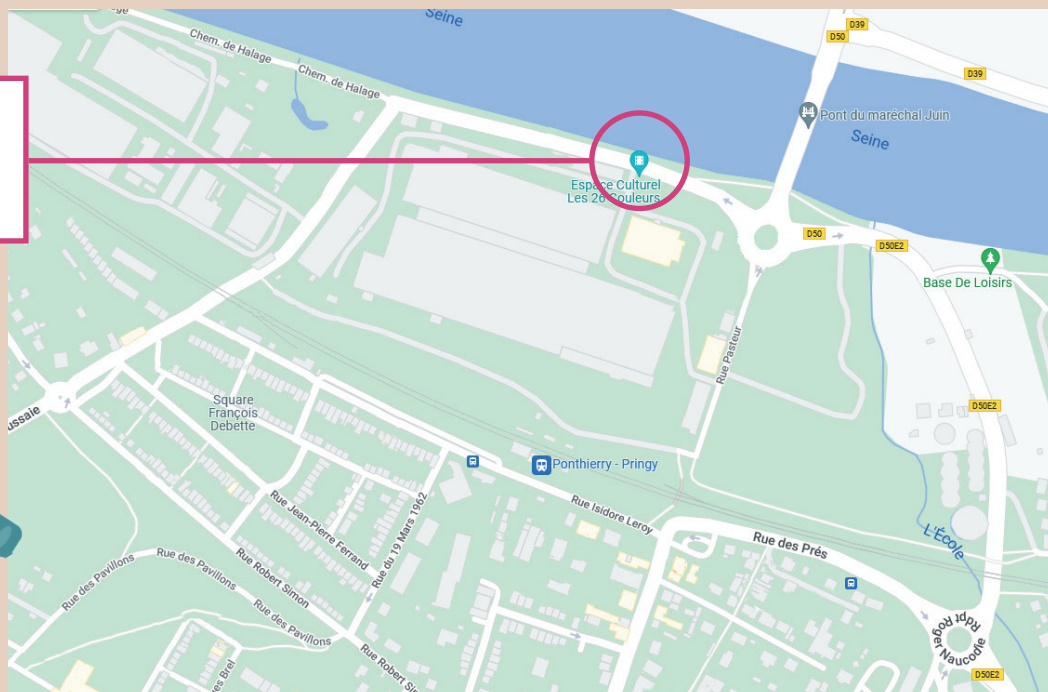 Seine
D39
D50
D39
Chem. de Halage
Chem. de Halage
Pont du maréchal Juin
Seine
Espace Culturel
Les 26 Couleurs
D50
D50E2
Base De Loisirs
Rue Pasteur
Square
François
Debette
D50E2
Ponthierry - Pringy
Rue Isidore Leroy
Rue Jean-Pierre Ferrand
Rue du 19 Mars 1962
Rue des Prés
L'École
Rue des Pavillons
Rue des Pavillons
Rue Robert Simon
Rue des Pavillons
Rdpt
Roger
Naucodie
D50E2